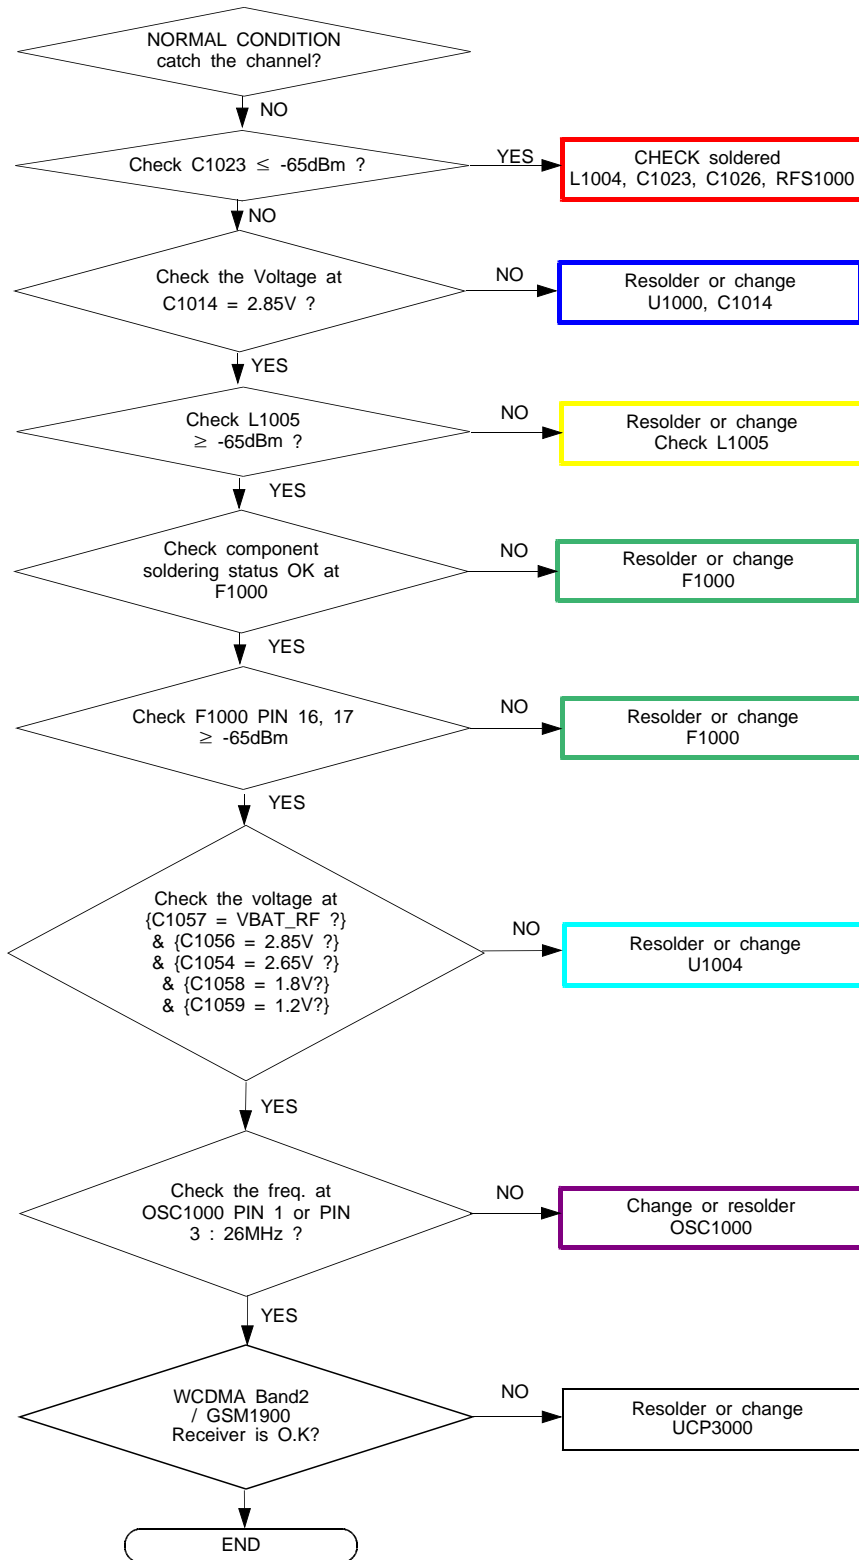 NORMAL CONDITION
catch the channel?
NO
Check C1023 ≤ -65dBm ?
YES
CHECK soldered
L1004, C1023, C1026, RFS1000
NO
Check the Voltage at
C1014 = 2.85V ?
NO
Resolder or change
U1000, C1014
YES
Check L1005
≥ -65dBm ?
NO
Resolder or change
Check L1005
YES
Check component
soldering status OK at
F1000
NO
Resolder or change
F1000
YES
Check F1000 PIN 16, 17
≥ -65dBm
NO
Resolder or change
F1000
YES
Check the voltage at
{C1057 = VBAT_RF ?}
& {C1056 = 2.85V ?}
& {C1054 = 2.65V ?}
& {C1058 = 1.8V?}
& {C1059 = 1.2V?}
NO
Resolder or change
U1004
YES
Check the freq. at
OSC1000 PIN 1 or PIN
3 : 26MHz ?
NO
Change or resolder
OSC1000
YES
WCDMA Band2
/ GSM1900
Receiver is O.K?
NO
Resolder or change
UCP3000
END